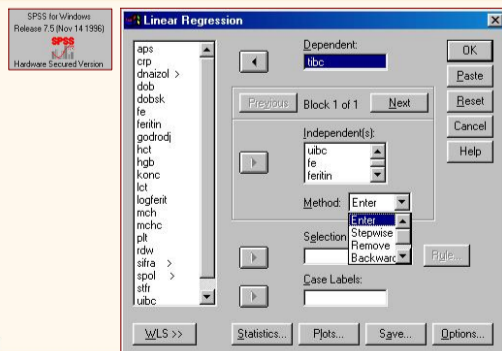 SPSS for Windows
Release 7.5 (Nov 14 1996)
SPSS
Hardware Secured Version
Linear Regression
aps
crp
dnaizol >
dob
dobsk
fe
feritin
godrodj
hct
hgb
konc
lct
logferit
mch
mchc
plt
rdw
sifra >
spol >
stfr
uibc
Dependent:
tibc
Previous Block 1 of 1 Next
Independent(s):
uibc
fe
feritin
Method: Enter
Enter
Stepwise
Remove
Backward
Selection
Rule...
Case Labels:
OK
Paste
Reset
Cancel
Help
WLS >> Statistics... Plots... Save... Options...